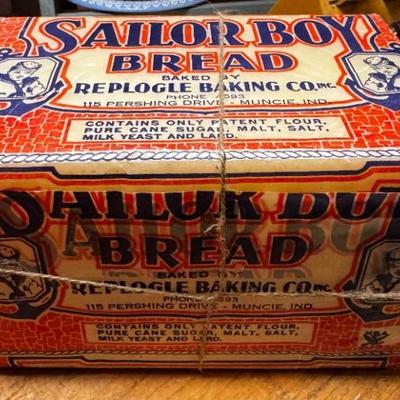 SAILOR BOY
BREAD
BAKED BY
REPLOGLE BAKING CO. INC.
PHONE 593
115 PERSHING DRIVE - MUNCIE, IND.
CONTAINS ONLY PATENT FLOUR,
PURE CANE SUGAR, MALT, SALT,
MILK YEAST AND LARD.
SAILOR BOY
BREAD
BAKED BY
REPLOGLE BAKING CO. INC.
PHONE 593
115 PERSHING DRIVE - MUNCIE, IND.
CONTAINS ONLY PATENT FLOUR,
PURE CANE SUGAR, MALT, SALT,
MILK YEAST AND LARD.